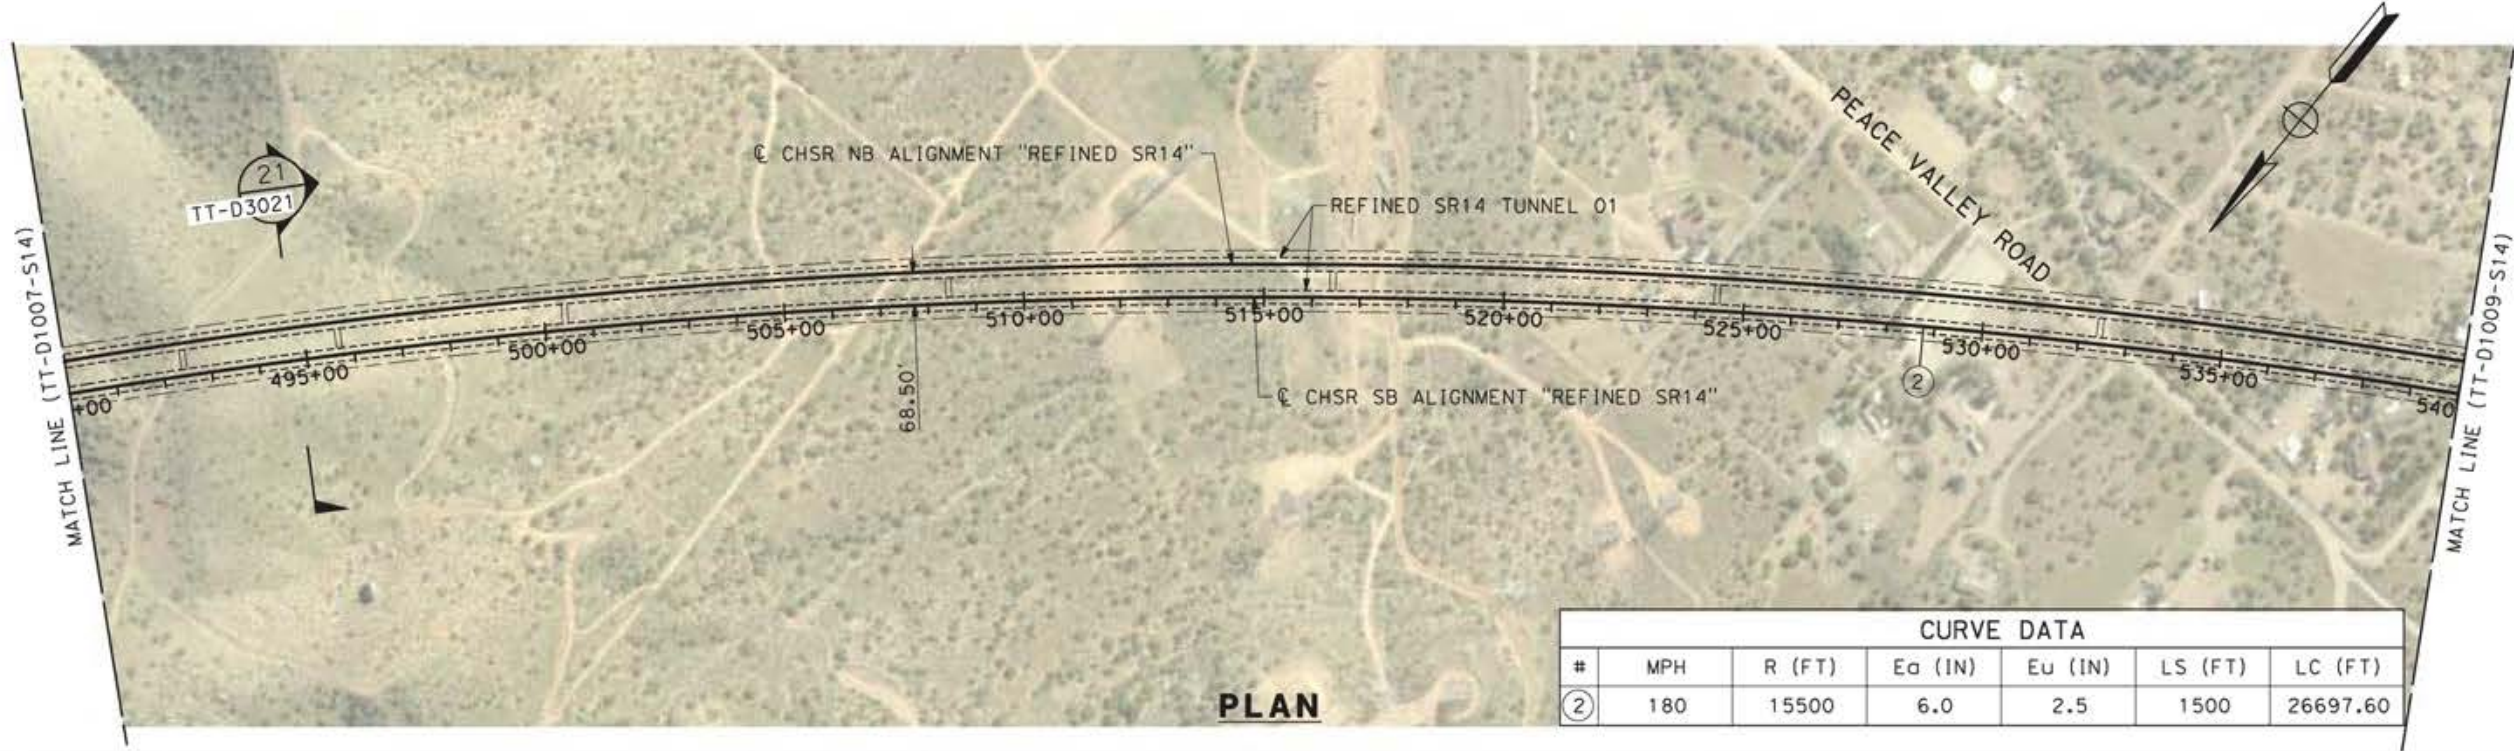 21
TT-D3021
℄ CHSR NB ALIGNMENT "REFINED SR14"
REFINED SR14 TUNNEL 01
PEACE VALLEY ROAD
MATCH LINE (TT-D1007-S14)
MATCH LINE (TT-D1009-S14)
+00
495+00
500+00
505+00
510+00
515+00
520+00
525+00
530+00
535+00
540
68.50'
2
℄ CHSR SB ALIGNMENT "REFINED SR14"
PLAN
CURVE DATA
# MPH R (FT) Ea (IN) Eu (IN) LS (FT) LC (FT)
2 180 15500 6.0 2.5 1500 26697.60